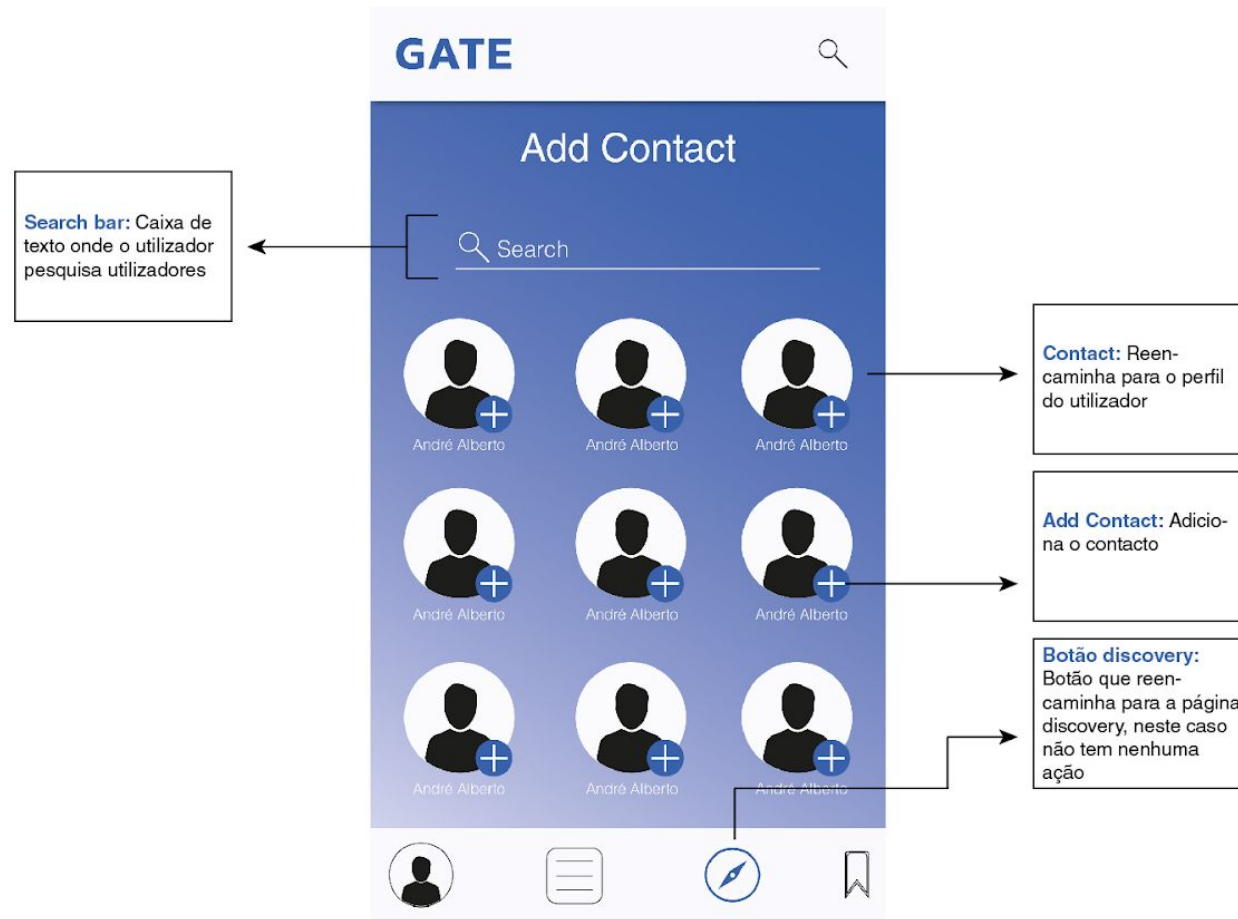 GATE
Add Contact
Search bar: Caixa de
texto onde o utilizador
pesquisa utilizadores
Search
Contact: Reen-
caminha para o perfil
do utilizador
André Alberto
André Alberto
André Alberto
Add Contact: Adicio-
na o contacto
André Alberto
André Alberto
André Alberto
Botão discovery:
Botão que reen-
caminha para a página
discovery, neste caso
não tem nenhuma
ação
André Alberto
André Alberto
André Alberto